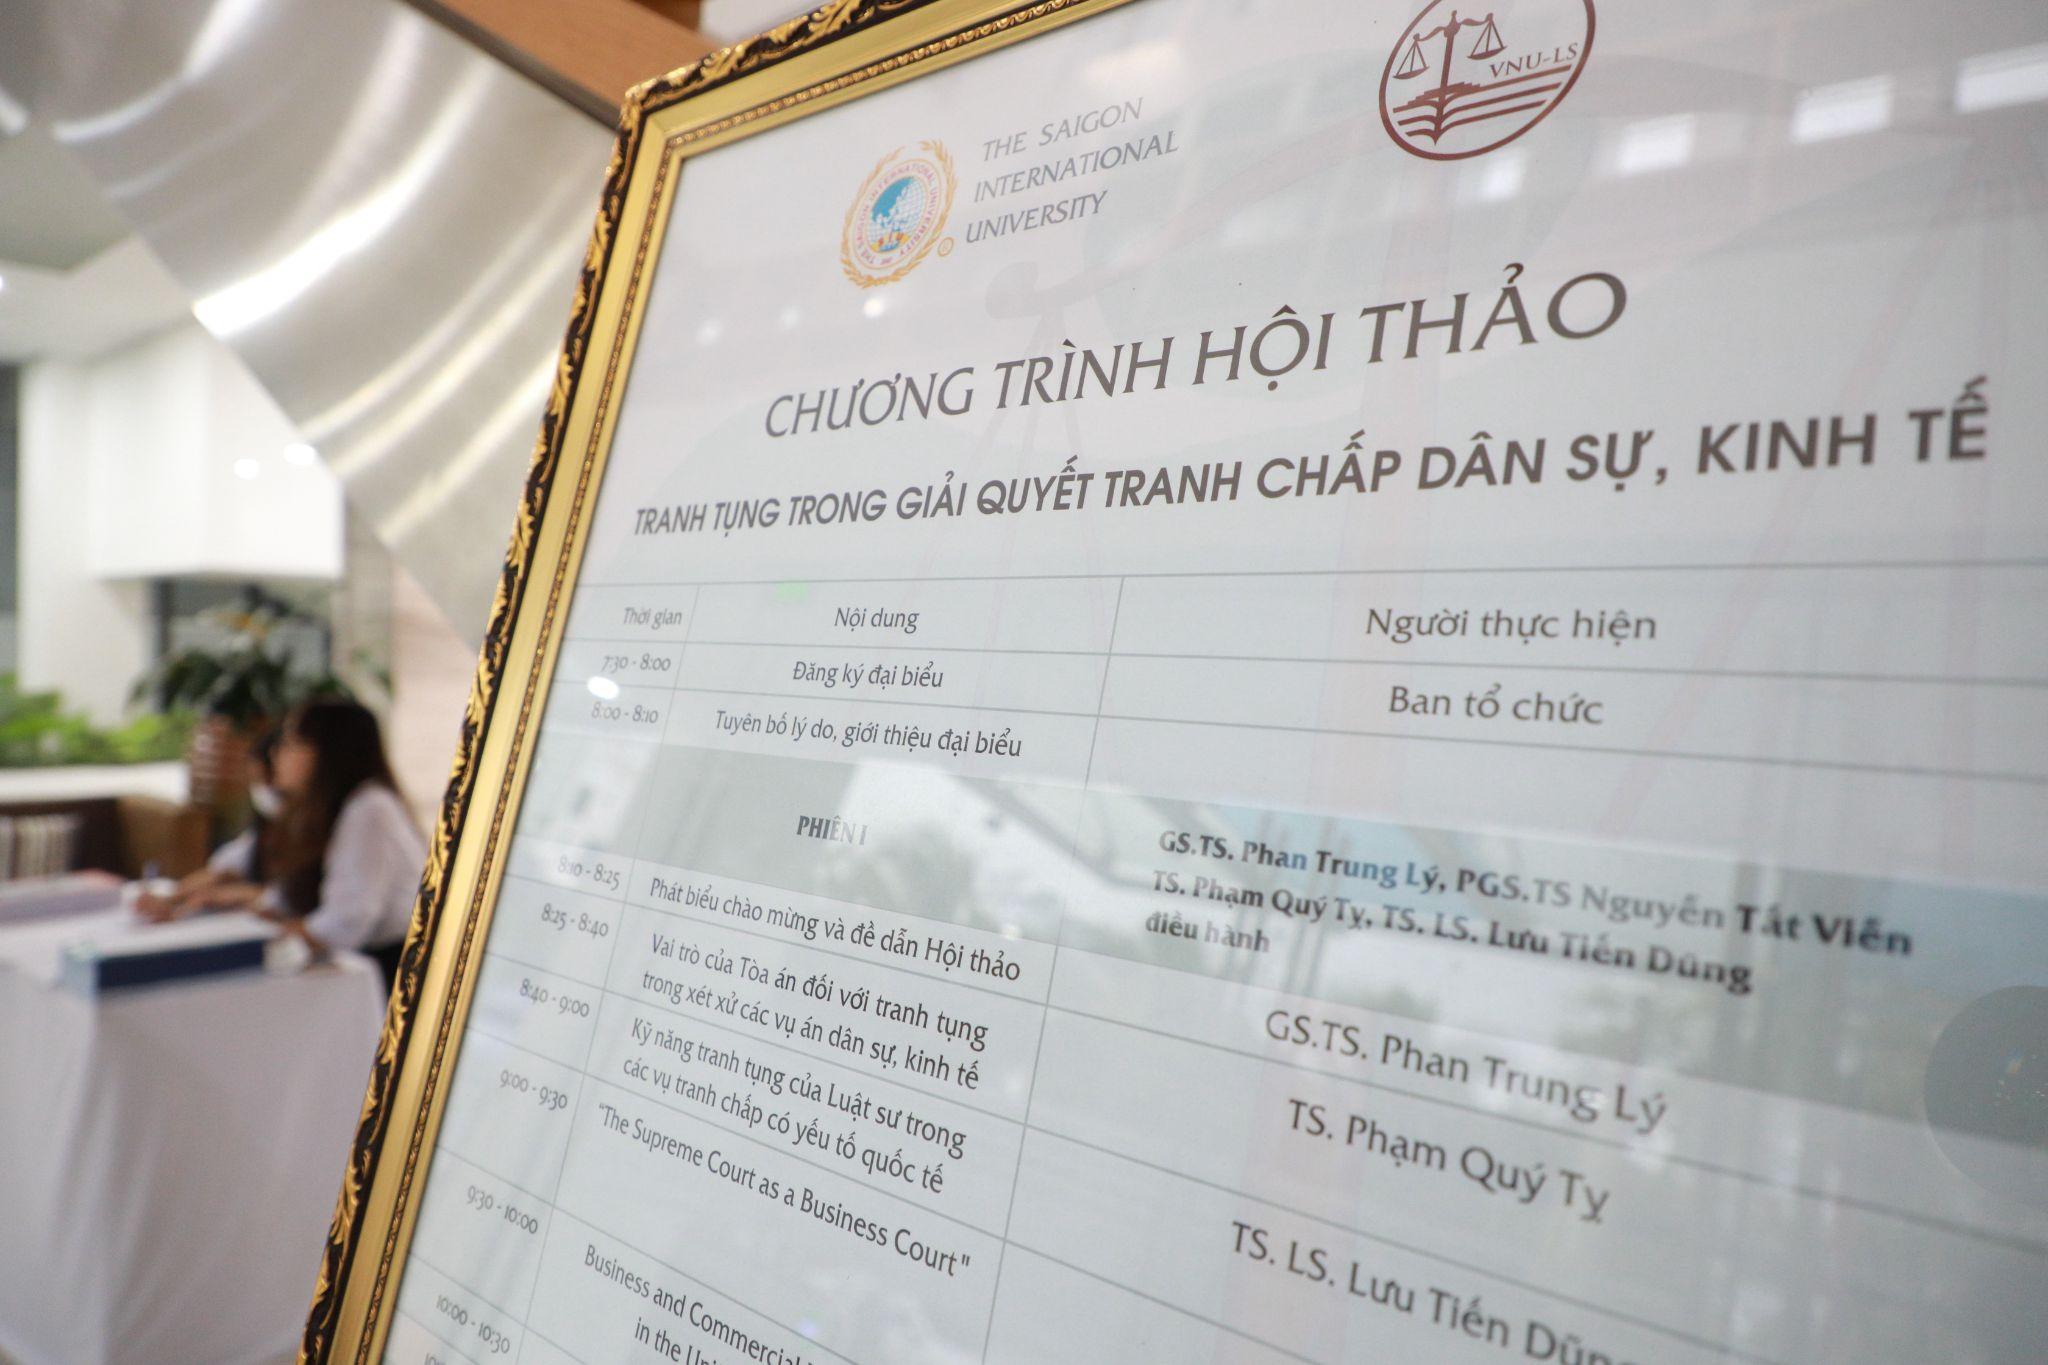 THE SAIGON
INTERNATIONAL
UNIVERSITY
THE SAIGON INTERNATIONAL UNIVERSITY
VNU-LS
CHƯƠNG TRÌNH HỘI THẢO
TRANH TỤNG TRONG GIẢI QUYẾT TRANH CHẤP DÂN SỰ, KINH TẾ
Thời gian Nội dung Người thực hiện
7:30 - 8:00 Đăng ký đại biểu Ban tổ chức
8:00 - 8:10 Tuyên bố lý do, giới thiệu đại biểu
PHIÊN I
GS.TS. Phan Trung Lý, PGS.TS Nguyễn Tất Viễn
TS. Phạm Quý Tỵ, TS. LS. Lưu Tiến Dũng
điều hành
8:10 - 8:25 Phát biểu chào mừng và đề dẫn Hội thảo GS.TS. Phan Trung Lý
8:25 - 8:40 Vai trò của Tòa án đối với tranh tụng
trong xét xử các vụ án dân sự, kinh tế
TS. Phạm Quý Tỵ
8:40 - 9:00 Kỹ năng tranh tụng của Luật sư trong
các vụ tranh chấp có yếu tố quốc tế
TS. LS. Lưu Tiến Dũng
9:00 - 9:30 "The Supreme Court as a Business Court"
9:30 - 10:00 Business and Commercial
in the
10:00 - 10:30